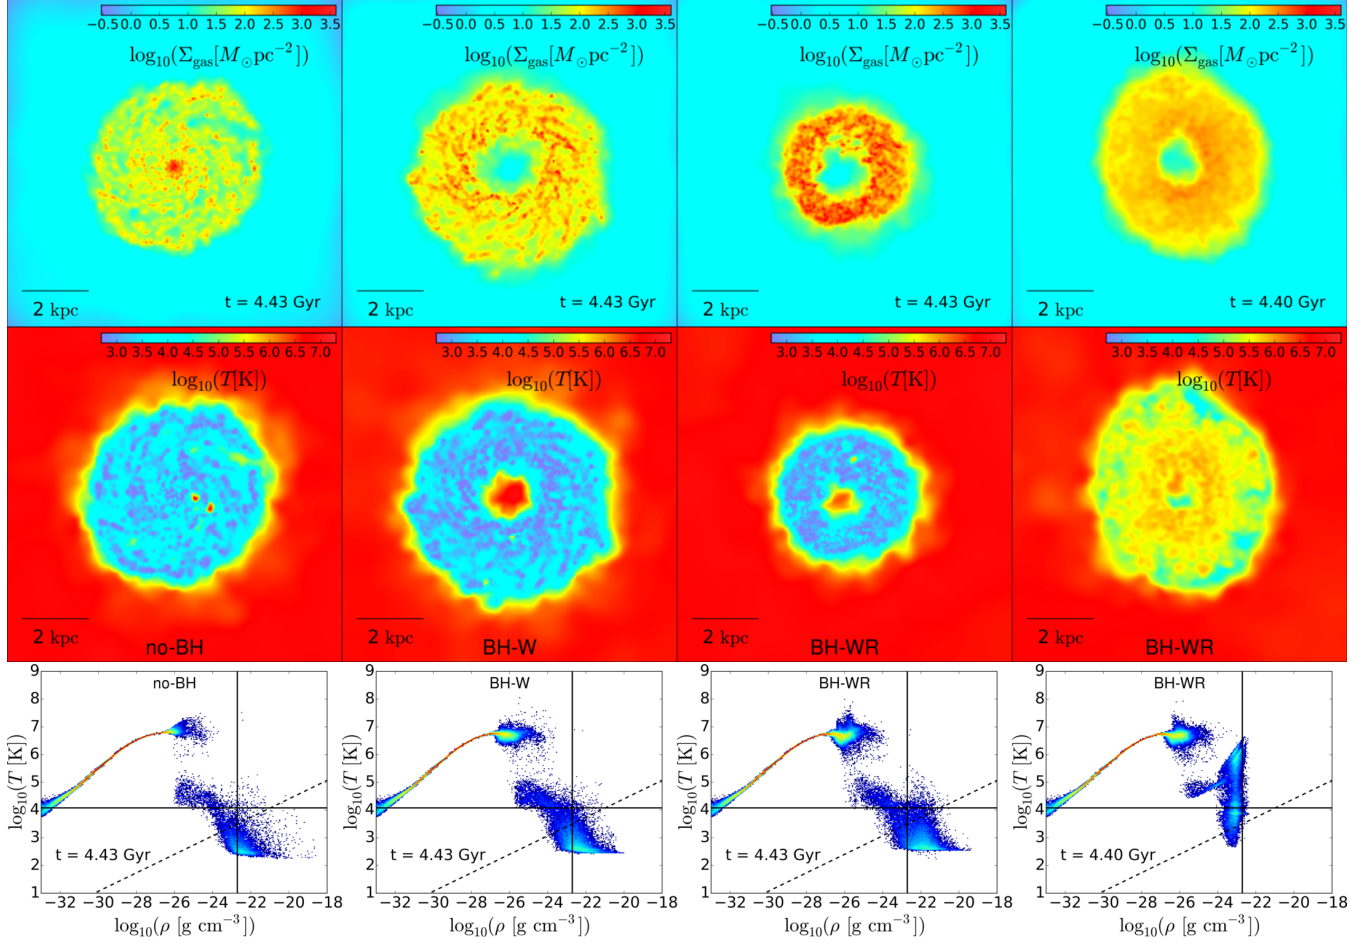 −0.5 0.0 0.5 1.0 1.5 2.0 2.5 3.0 3.5
log₁₀(Σgas[M⊙pc⁻²])
2 kpc
t = 4.43 Gyr
−0.5 0.0 0.5 1.0 1.5 2.0 2.5 3.0 3.5
log₁₀(Σgas[M⊙pc⁻²])
2 kpc
t = 4.43 Gyr
−0.5 0.0 0.5 1.0 1.5 2.0 2.5 3.0 3.5
log₁₀(Σgas[M⊙pc⁻²])
2 kpc
t = 4.43 Gyr
−0.5 0.0 0.5 1.0 1.5 2.0 2.5 3.0 3.5
log₁₀(Σgas[M⊙pc⁻²])
2 kpc
t = 4.40 Gyr
3.0 3.5 4.0 4.5 5.0 5.5 6.0 6.5 7.0
log₁₀(T[K])
2 kpc
no-BH
3.0 3.5 4.0 4.5 5.0 5.5 6.0 6.5 7.0
log₁₀(T[K])
2 kpc
BH-W
3.0 3.5 4.0 4.5 5.0 5.5 6.0 6.5 7.0
log₁₀(T[K])
2 kpc
BH-WR
3.0 3.5 4.0 4.5 5.0 5.5 6.0 6.5 7.0
log₁₀(T[K])
2 kpc
BH-WR
no-BH
log₁₀(T [K])
9
8
7
6
5
4
3
2
1
t = 4.43 Gyr
−32 −30 −28 −26 −24 −22 −20 −18
log₁₀(ρ [g cm⁻³])
BH-W
log₁₀(T [K])
9
8
7
6
5
4
3
2
1
t = 4.43 Gyr
−32 −30 −28 −26 −24 −22 −20 −18
log₁₀(ρ [g cm⁻³])
BH-WR
log₁₀(T [K])
9
8
7
6
5
4
3
2
1
t = 4.43 Gyr
−32 −30 −28 −26 −24 −22 −20 −18
log₁₀(ρ [g cm⁻³])
BH-WR
log₁₀(T [K])
9
8
7
6
5
4
3
2
1
t = 4.40 Gyr
−32 −30 −28 −26 −24 −22 −20 −18
log₁₀(ρ [g cm⁻³])